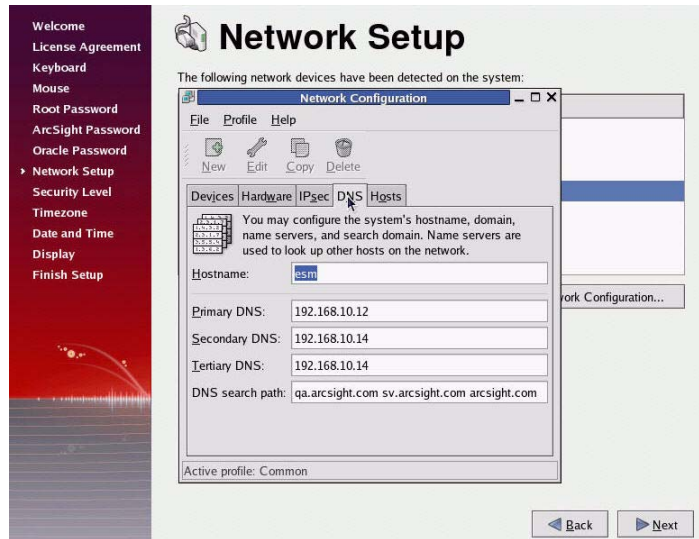 Welcome
License Agreement
Keyboard
Mouse
Root Password
ArcSight Password
Oracle Password
Network Setup
Security Level
Timezone
Date and Time
Display
Finish Setup
Network Setup
The following network devices have been detected on the system:
Network Configuration
File Profile Help
New Edit Copy Delete
Devices Hardware IPsec DNS Hosts
You may configure the system's hostname, domain,
name servers, and search domain. Name servers are
used to look up other hosts on the network.
Hostname: esm
Primary DNS: 192.168.10.12
Secondary DNS: 192.168.10.14
Tertiary DNS: 192.168.10.14
DNS search path: qa.arcsight.com sv.arcsight.com arcsight.com
Active profile: Common
Configuration...
Back Next